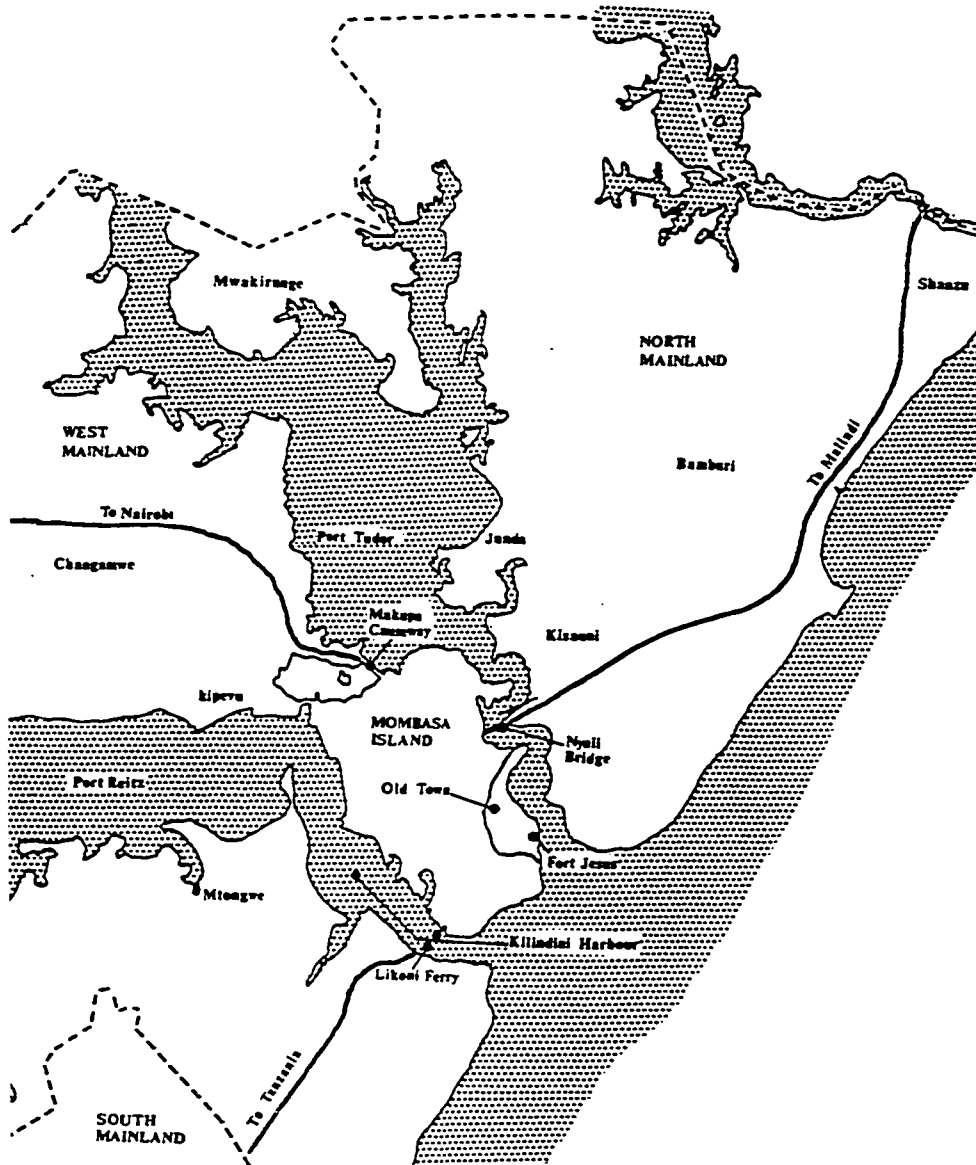 Shanzu
Mwakirunge
NORTH
MAINLAND
WEST
MAINLAND
Bamburi
To Malindi
To Nairobi
Port Tudor
Junda
Changamwe
Makupa
Causeway
Kisauni
kipevu
MOMBASA
ISLAND
Nyali
Bridge
Port Reitz
Old Town
Fort Jesus
Mtongwe
Kilindini Harbour
Likoni Ferry
To Tanzania
SOUTH
MAINLAND